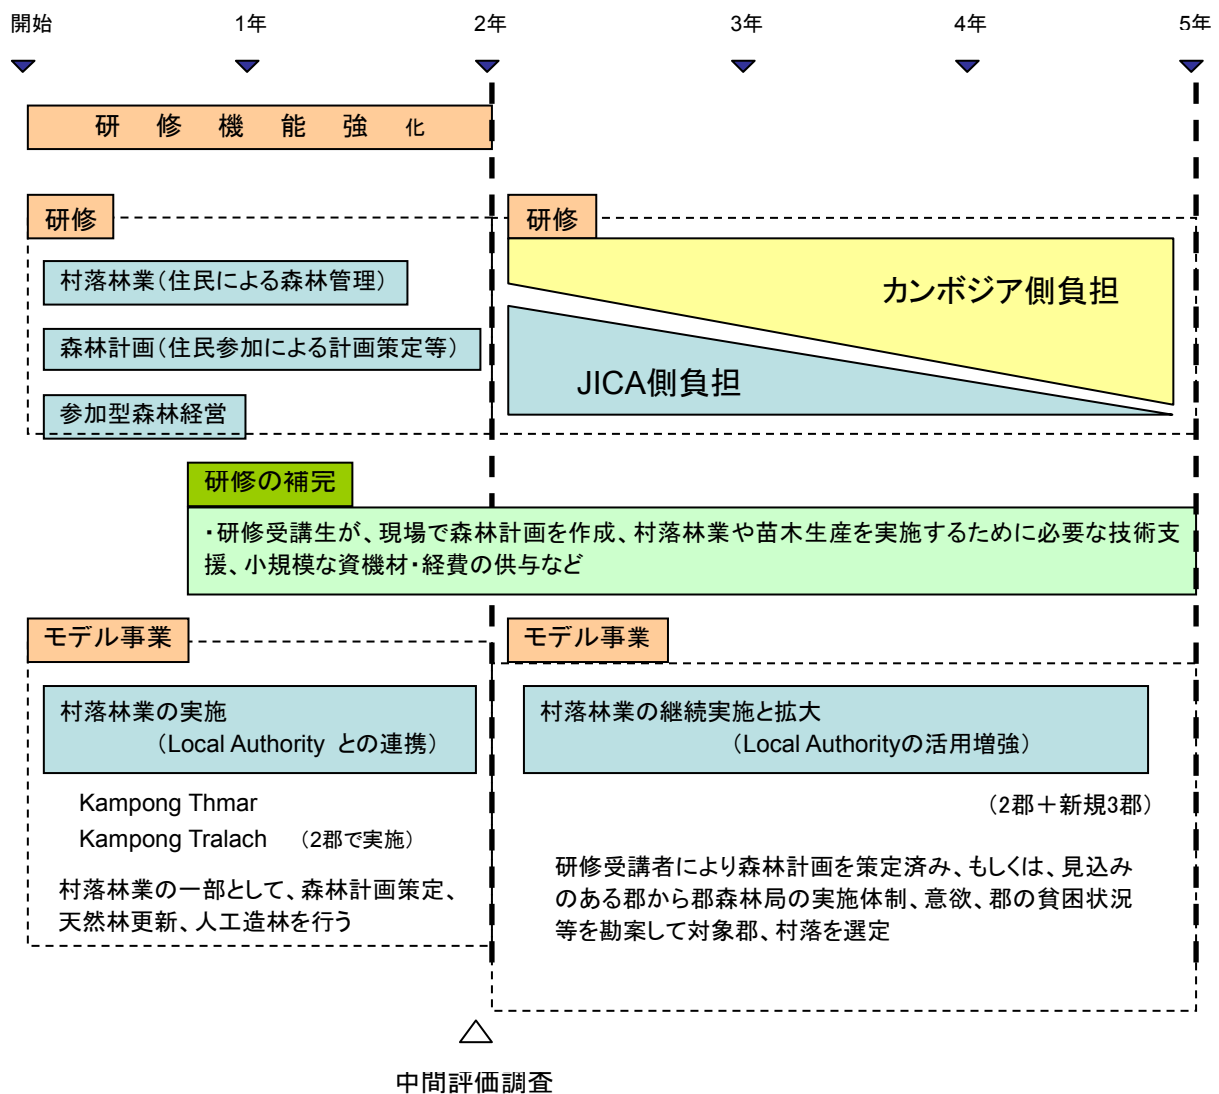 開始 1年 2年 3年 4年 5年
研修機能強化
研修
村落林業（住民による森林管理）
森林計画（住民参加による計画策定等）
参加型森林経営
研修
カンボジア側負担
JICA側負担
研修の補完
・研修受講生が、現場で森林計画を作成、村落林業や苗木生産を実施するために必要な技術支
援、小規模な資機材・経費の供与など
モデル事業
村落林業の実施
（Local Authority との連携）
Kampong Thmar
Kampong Tralach （2郡で実施）
村落林業の一部として、森林計画策定、
天然林更新、人工造林を行う
モデル事業
村落林業の継続実施と拡大
（Local Authorityの活用増強）
（2郡＋新規3郡）
研修受講者により森林計画を策定済み、もしくは、見込み
のある郡から郡森林局の実施体制、意欲、郡の貧困状況
等を勘案して対象郡、村落を選定
中間評価調査